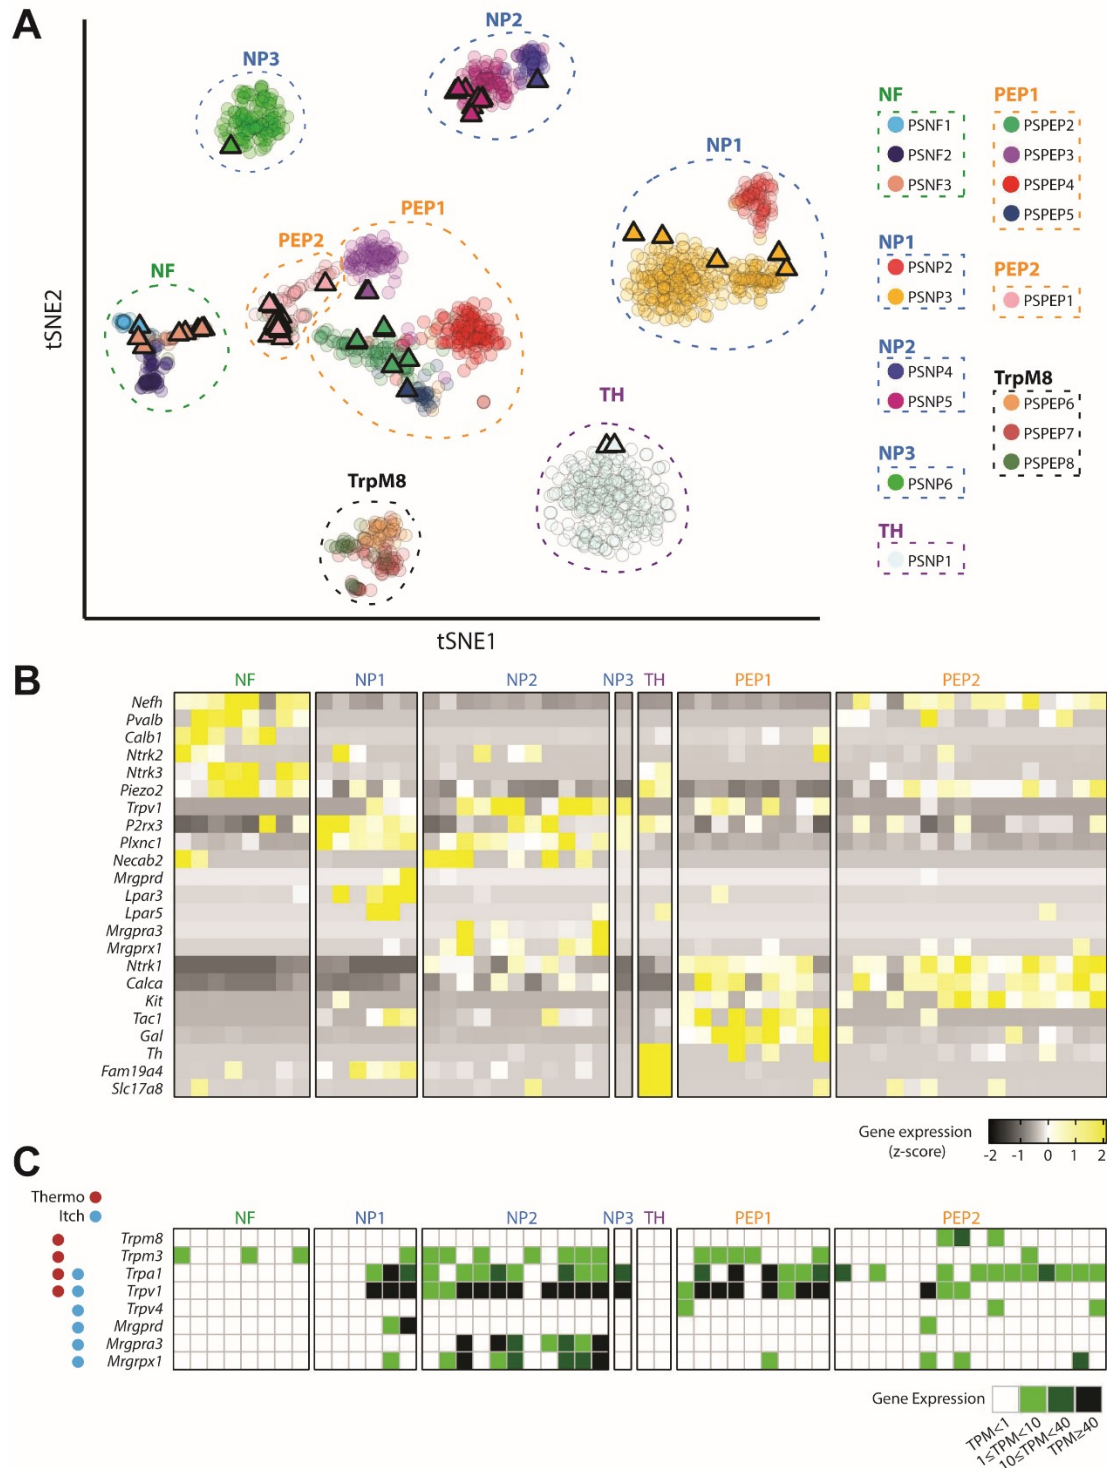 A
NP2
NP3
NP1
PEP1
PEP2
NF
TH
TrpM8
tSNE2
tSNE1
NF
PSNF1
PSNF2
PSNF3
NP1
PSNP2
PSNP3
NP2
PSNP4
PSNP5
NP3
PSNP6
TH
PSNP1
PEP1
PSPEP2
PSPEP3
PSPEP4
PSPEP5
PEP2
PSPEP1
TrpM8
PSPEP6
PSPEP7
PSPEP8
B
NF NP1 NP2 NP3 TH PEP1 PEP2
Nefh
Pvalb
Calb1
Ntrk2
Ntrk3
Piezo2
Trpv1
P2rx3
Plxnc1
Necab2
Mrgprd
Lpar3
Lpar5
Mrgpra3
Mrgprx1
Ntrk1
Calca
Kit
Tac1
Gal
Th
Fam19a4
Slc17a8
Gene expression
(z-score)
-2 -1 0 1 2
C
Thermo
Itch
NF NP1 NP2 NP3 TH PEP1 PEP2
Trpm8
Trpm3
Trpa1
Trpv1
Trpv4
Mrgprd
Mrgpra3
Mrgrpx1
Gene Expression
TPM<1
1≤TPM<10
10≤TPM<40
TPM≥40